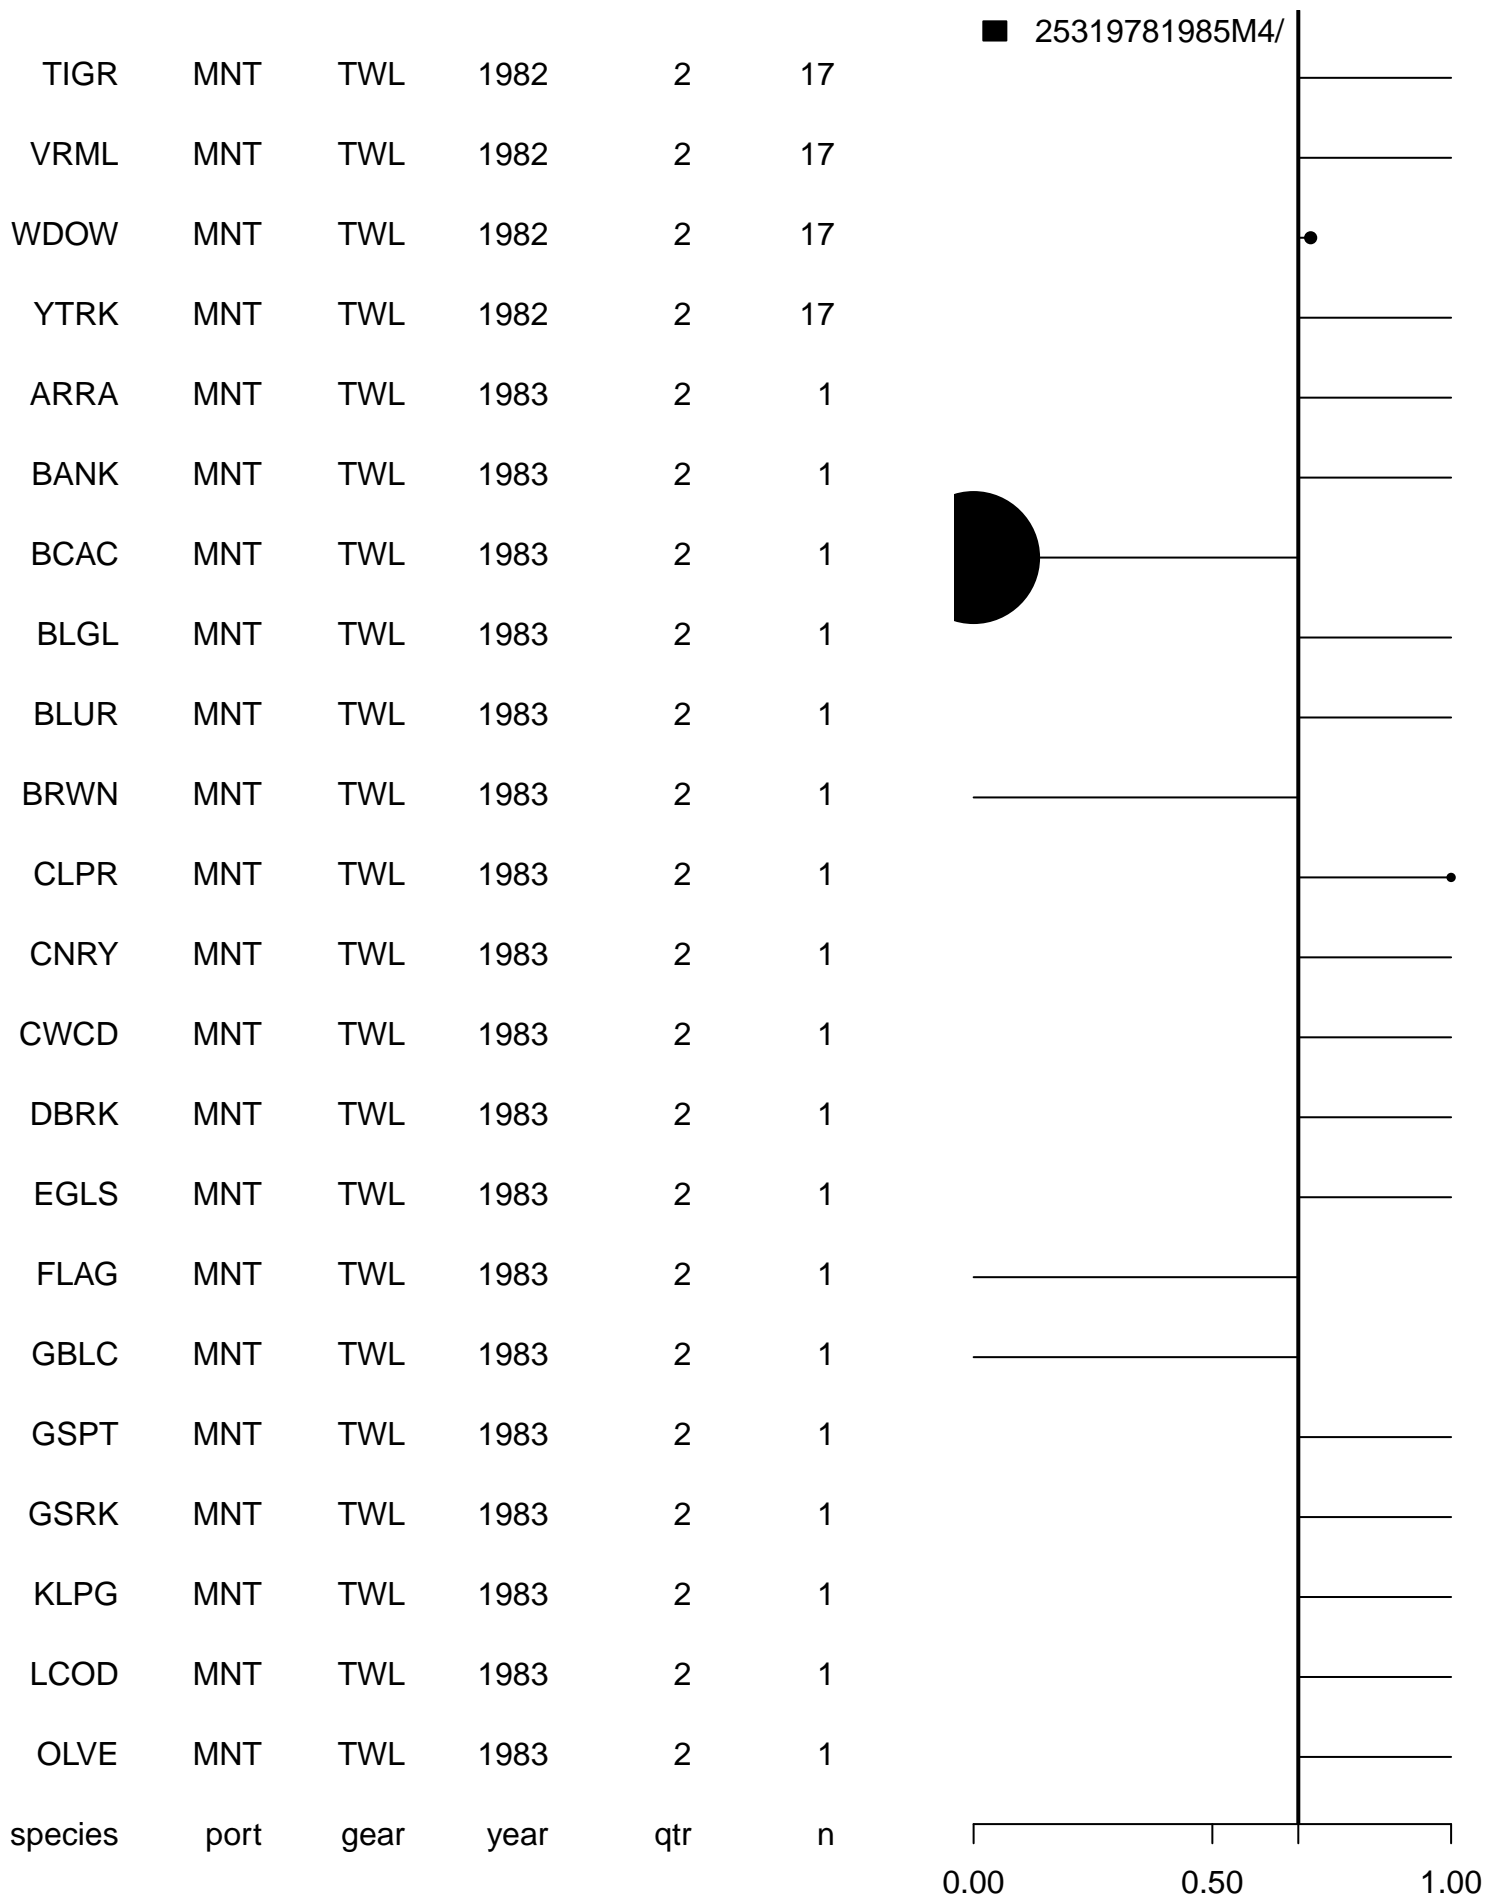 25319781985M4/
TIGR MNT TWL 1982 2 17
VRML MNT TWL 1982 2 17
WDOW MNT TWL 1982 2 17
YTRK MNT TWL 1982 2 17
ARRA MNT TWL 1983 2 1
BANK MNT TWL 1983 2 1
BCAC MNT TWL 1983 2 1
BLGL MNT TWL 1983 2 1
BLUR MNT TWL 1983 2 1
BRWN MNT TWL 1983 2 1
CLPR MNT TWL 1983 2 1
CNRY MNT TWL 1983 2 1
CWCD MNT TWL 1983 2 1
DBRK MNT TWL 1983 2 1
EGLS MNT TWL 1983 2 1
FLAG MNT TWL 1983 2 1
GBLC MNT TWL 1983 2 1
GSPT MNT TWL 1983 2 1
GSRK MNT TWL 1983 2 1
KLPG MNT TWL 1983 2 1
LCOD MNT TWL 1983 2 1
OLVE MNT TWL 1983 2 1
species port gear year qtr n
0.00 0.50 1.00